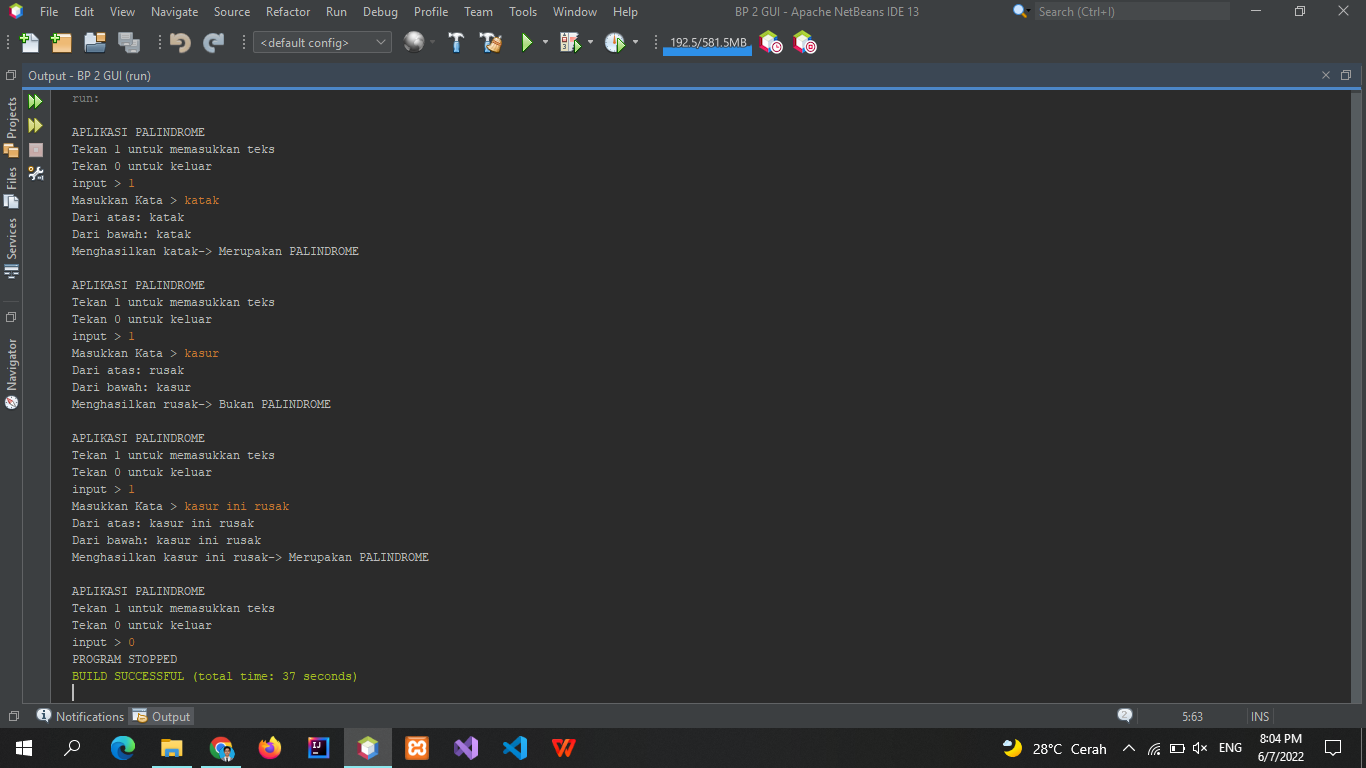 File Edit View Navigate Source Refactor Run Debug Profile Team Tools Window Help BP 2 GUI - Apache NetBeans IDE 13 Search (Ctrl+I)
<default config> 192.5/581.5MB
Output - BP 2 GUI (run)
Projects
Files
Services
Navigator
run:
APLIKASI PALINDROME
Tekan 1 untuk memasukkan teks
Tekan 0 untuk keluar
input > 1
Masukkan Kata > katak
Dari atas: katak
Dari bawah: katak
Menghasilkan katak-> Merupakan PALINDROME
APLIKASI PALINDROME
Tekan 1 untuk memasukkan teks
Tekan 0 untuk keluar
input > 1
Masukkan Kata > kasur
Dari atas: rusak
Dari bawah: kasur
Menghasilkan rusak-> Bukan PALINDROME
APLIKASI PALINDROME
Tekan 1 untuk memasukkan teks
Tekan 0 untuk keluar
input > 1
Masukkan Kata > kasur ini rusak
Dari atas: kasur ini rusak
Dari bawah: kasur ini rusak
Menghasilkan kasur ini rusak-> Merupakan PALINDROME
APLIKASI PALINDROME
Tekan 1 untuk memasukkan teks
Tekan 0 untuk keluar
input > 0
PROGRAM STOPPED
BUILD SUCCESSFUL (total time: 37 seconds)
Notifications Output 5:63 INS
28°C Cerah ENG 8:04 PM
6/7/2022